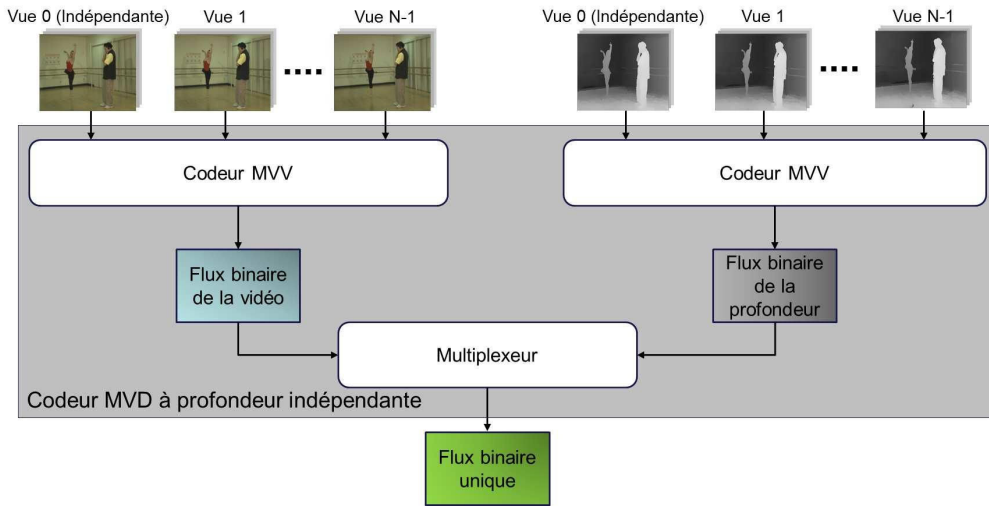 Vue 0 (Indépendante)
Vue 1
Vue N-1
Vue 0 (Indépendante)
Vue 1
Vue N-1
....
....
Codeur MVV
Codeur MVV
Flux binaire
de la vidéo
Flux binaire
de la
profondeur
Multiplexeur
Codeur MVD à profondeur indépendante
Flux binaire
unique